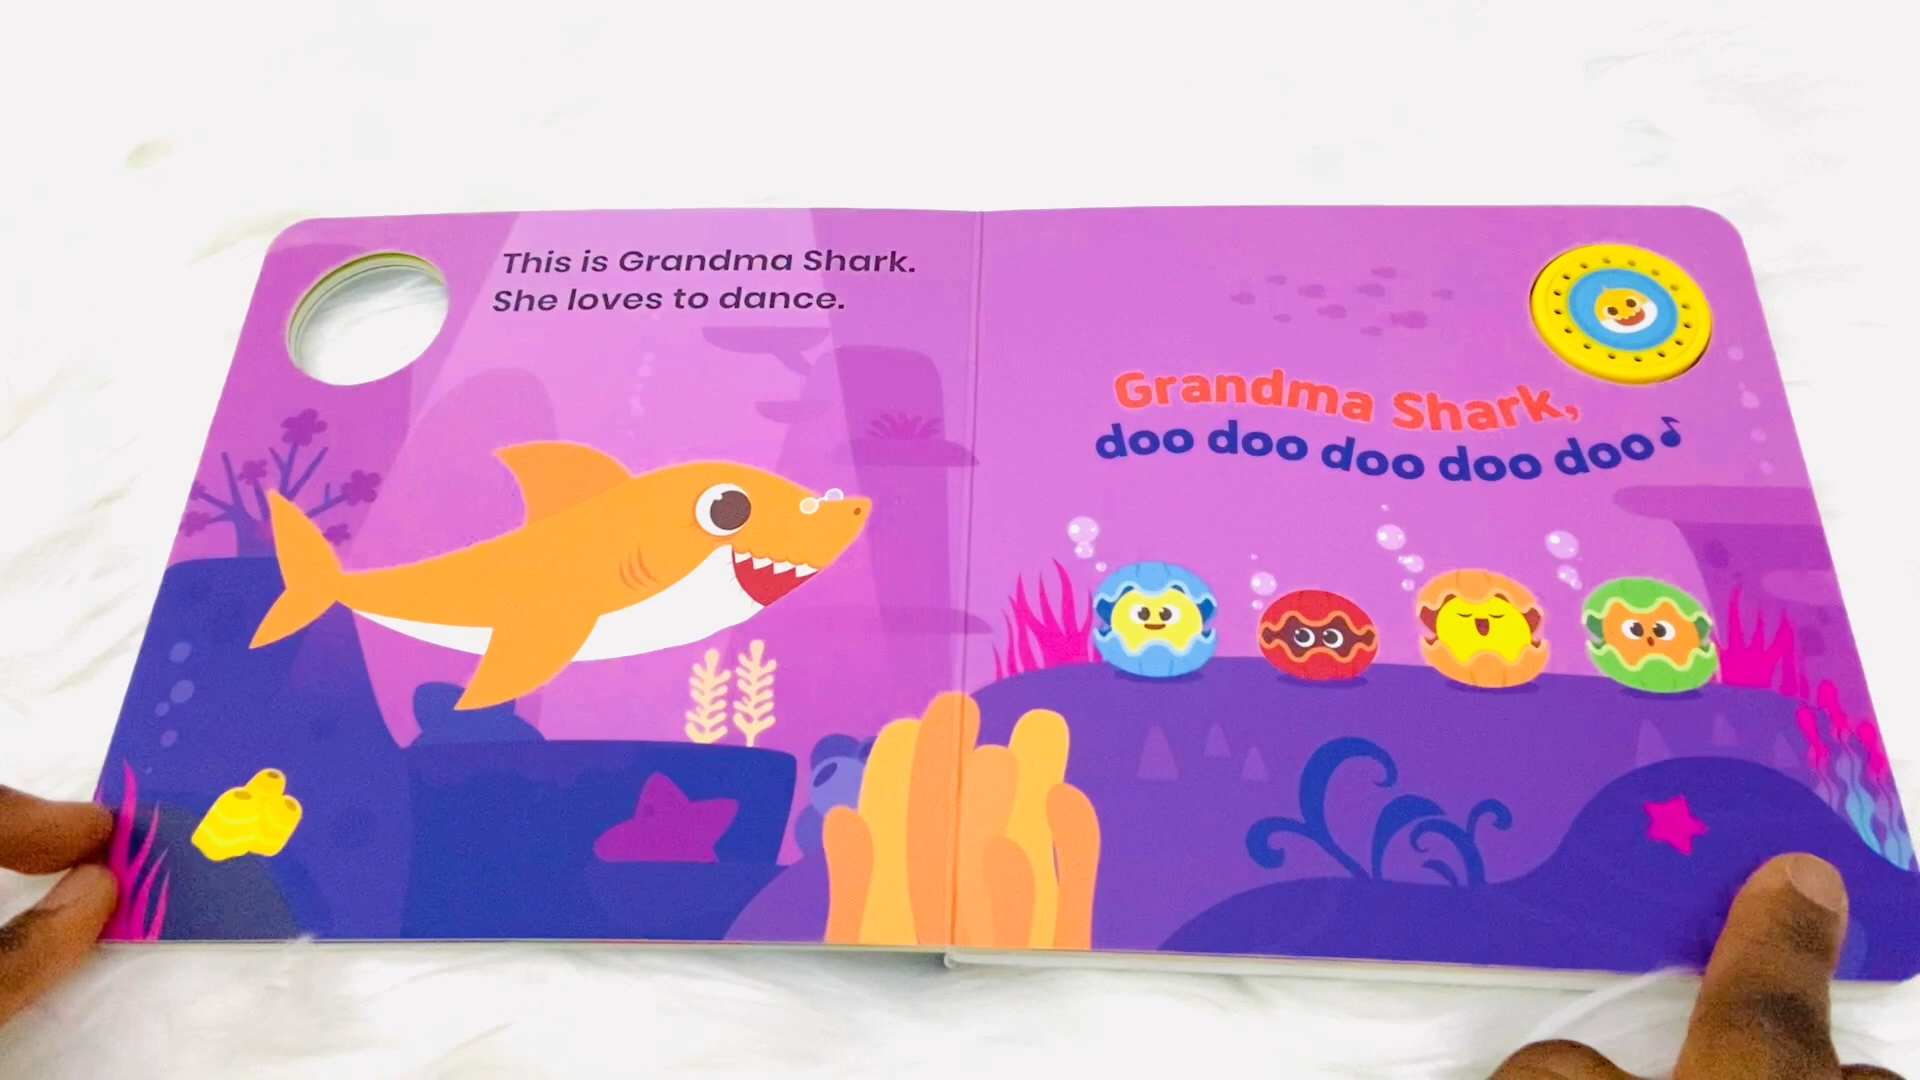 This is Grandma Shark.
She loves to dance.
Grandma Shark,
doo doo doo doo doo